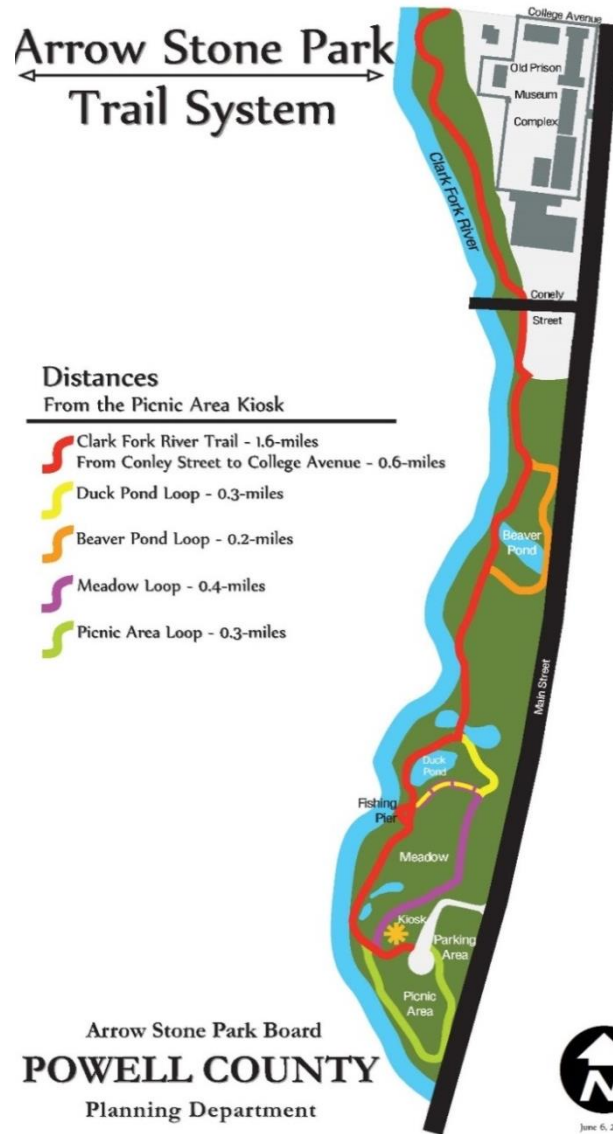 Arrow Stone Park
Trail System
College Avenue
Old Prison
Museum
Complex
Clark Fork River
Conely
Street
Distances
From the Picnic Area Kiosk
Clark Fork River Trail - 1.6-miles
From Conley Street to College Avenue - 0.6-miles
Duck Pond Loop - 0.3-miles
Beaver Pond Loop - 0.2-miles
Meadow Loop - 0.4-miles
Picnic Area Loop - 0.3-miles
Beaver
Pond
Main Street
Duck
Pond
Fishing
Pier
Meadow
Kiosk
Parking
Area
Picnic
Area
Arrow Stone Park Board
POWELL COUNTY
Planning Department
N
June 6,